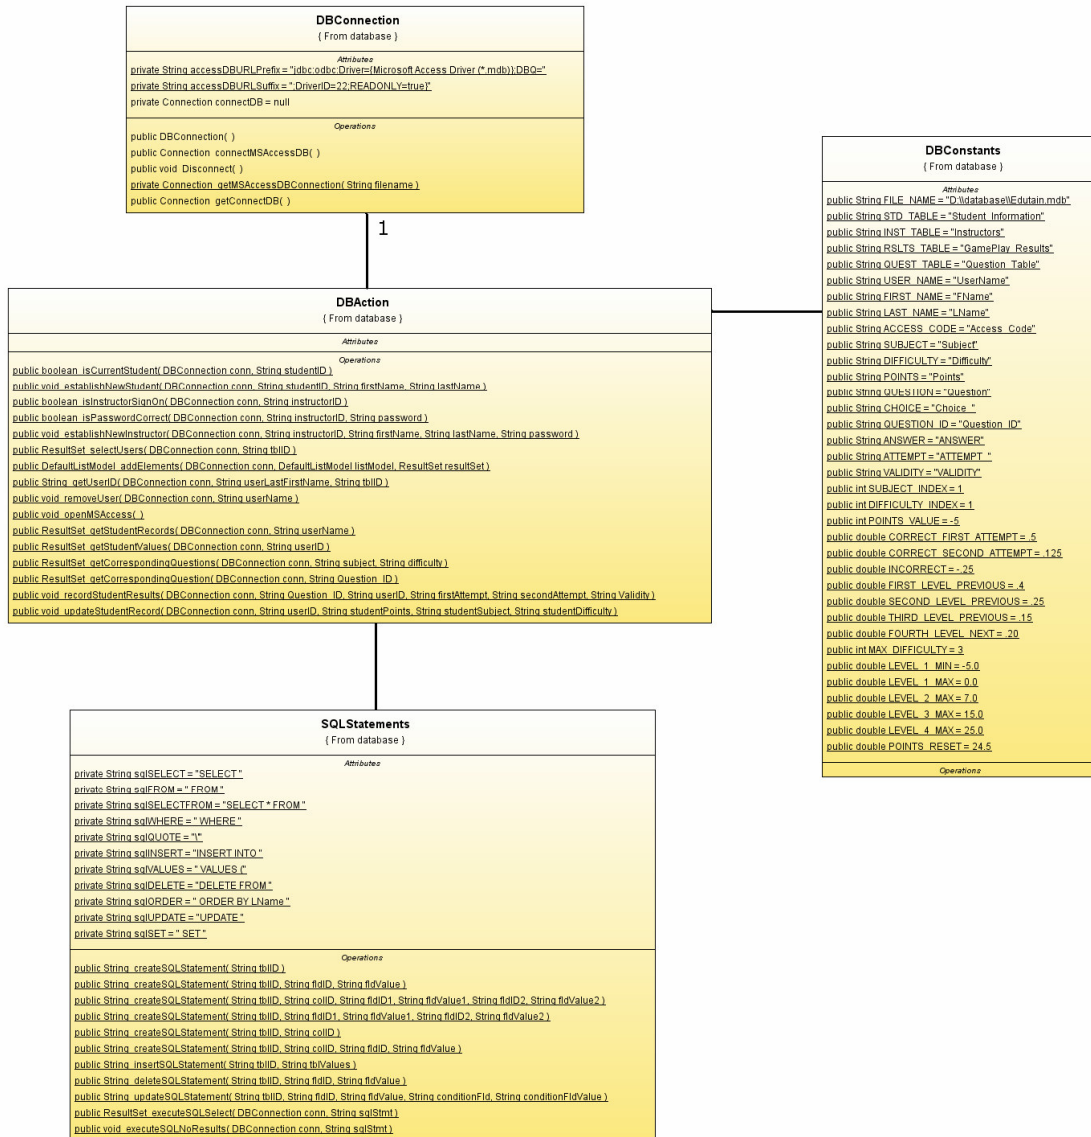 DBConnection
{ From database }
Attributes
private String accessDBURLPrefix = "jdbc:odbc:Driver={Microsoft Access Driver (*.mdb)};DBQ="
private String accessDBURLSuffix = ";DriverID=22;READONLY=true}"
private Connection connectDB = null
Operations
public DBConnection( )
public Connection connectMSAccessDB( )
public void Disconnect( )
private Connection getMSAccessDBConnection( String filename )
public Connection getConnectDB( )
1
DBConstants
{ From database }
Attributes
public String FILE_NAME = "D:\\database\\Edutain.mdb"
public String STD_TABLE = "Student_Information"
public String INST_TABLE = "Instructors"
public String RSLTS_TABLE = "GamePlay_Results"
public String QUEST_TABLE = "Question_Table"
public String USER_NAME = "UserName"
public String FIRST_NAME = "FName"
public String LAST_NAME = "LName"
public String ACCESS_CODE = "Access_Code"
public String SUBJECT = "Subject"
public String DIFFICULTY = "Difficulty"
public String POINTS = "Points"
public String QUESTION = "Question"
public String CHOICE = "Choice_"
public String QUESTION_ID = "Question_ID"
public String ANSWER = "ANSWER"
public String ATTEMPT = "ATTEMPT_"
public String VALIDITY = "VALIDITY"
public int SUBJECT_INDEX = 1
public int DIFFICULTY_INDEX = 1
public int POINTS_VALUE = -5
public double CORRECT_FIRST_ATTEMPT = .5
public double CORRECT_SECOND_ATTEMPT = .125
public double INCORRECT = -.25
public double FIRST_LEVEL_PREVIOUS = .4
public double SECOND_LEVEL_PREVIOUS = .25
public double THIRD_LEVEL_PREVIOUS = .15
public double FOURTH_LEVEL_NEXT = .20
public int MAX_DIFFICULTY = 3
public double LEVEL_1_MIN = -5.0
public double LEVEL_1_MAX = 0.0
public double LEVEL_2_MAX = 7.0
public double LEVEL_3_MAX = 15.0
public double LEVEL_4_MAX = 25.0
public double POINTS_RESET = 24.5
Operations
DBAction
{ From database }
Attributes
Operations
public boolean isCurrentStudent( DBConnection conn, String studentID )
public void establishNewStudent( DBConnection conn, String studentID, String firstName, String lastName )
public boolean isInstructorSignOn( DBConnection conn, String instructorID )
public boolean isPasswordCorrect( DBConnection conn, String instructorID, String password )
public void establishNewInstructor( DBConnection conn, String instructorID, String firstName, String lastName, String password )
public ResultSet selectUsers( DBConnection conn, String tblID )
public DefaultListModel addElements( DBConnection conn, DefaultListModel listModel, ResultSet resultSet )
public String getUserID( DBConnection conn, String userLastFirstName, String tblID )
public void removeUser( DBConnection conn, String userName )
public void openMSAccess( )
public ResultSet getStudentRecords( DBConnection conn, String userName )
public ResultSet getStudentValues( DBConnection conn, String userID )
public ResultSet getCorrespondingQuestions( DBConnection conn, String subject, String difficulty )
public ResultSet getCorrespondingQuestion( DBConnection conn, String Question_ID )
public void recordStudentResults( DBConnection conn, String Question_ID, String userID, String firstAttempt, String secondAttempt, String Validity )
public void updateStudentRecord( DBConnection conn, String userID, String studentPoints, String studentSubject, String studentDifficulty )
SQLStatements
{ From database }
Attributes
private String sqlSELECT = "SELECT "
private String sqlFROM = " FROM "
private String sqlSELECTFROM = "SELECT * FROM "
private String sqlWHERE = " WHERE "
private String sqlQUOTE = "\"
private String sqlINSERT = "INSERT INTO "
private String sqlVALUES = " VALUES ("
private String sqlDELETE = "DELETE FROM "
private String sqlORDER = " ORDER BY LName "
private String sqlUPDATE = "UPDATE "
private String sqlSET = " SET "
Operations
public String createSQLStatement( String tblID )
public String createSQLStatement( String tblID, String fldID, String fldValue )
public String createSQLStatement( String tblID, String colID, String fldID1, String fldValue1, String fldID2, String fldValue2 )
public String createSQLStatement( String tblID, String fldID1, String fldValue1, String fldID2, String fldValue2 )
public String createSQLStatement( String tblID, String colID )
public String createSQLStatement( String tblID, String colID, String fldID, String fldValue )
public String insertSQLStatement( String tblID, String tblValues )
public String deleteSQLStatement( String tblID, String fldID, String fldValue )
public String updateSQLStatement( String tblID, String fldID, String fldValue, String conditionFld, String conditionFldValue )
public ResultSet executeSQLSelect( DBConnection conn, String sqlStmt )
public void executeSQLNoResults( DBConnection conn, String sqlStmt )